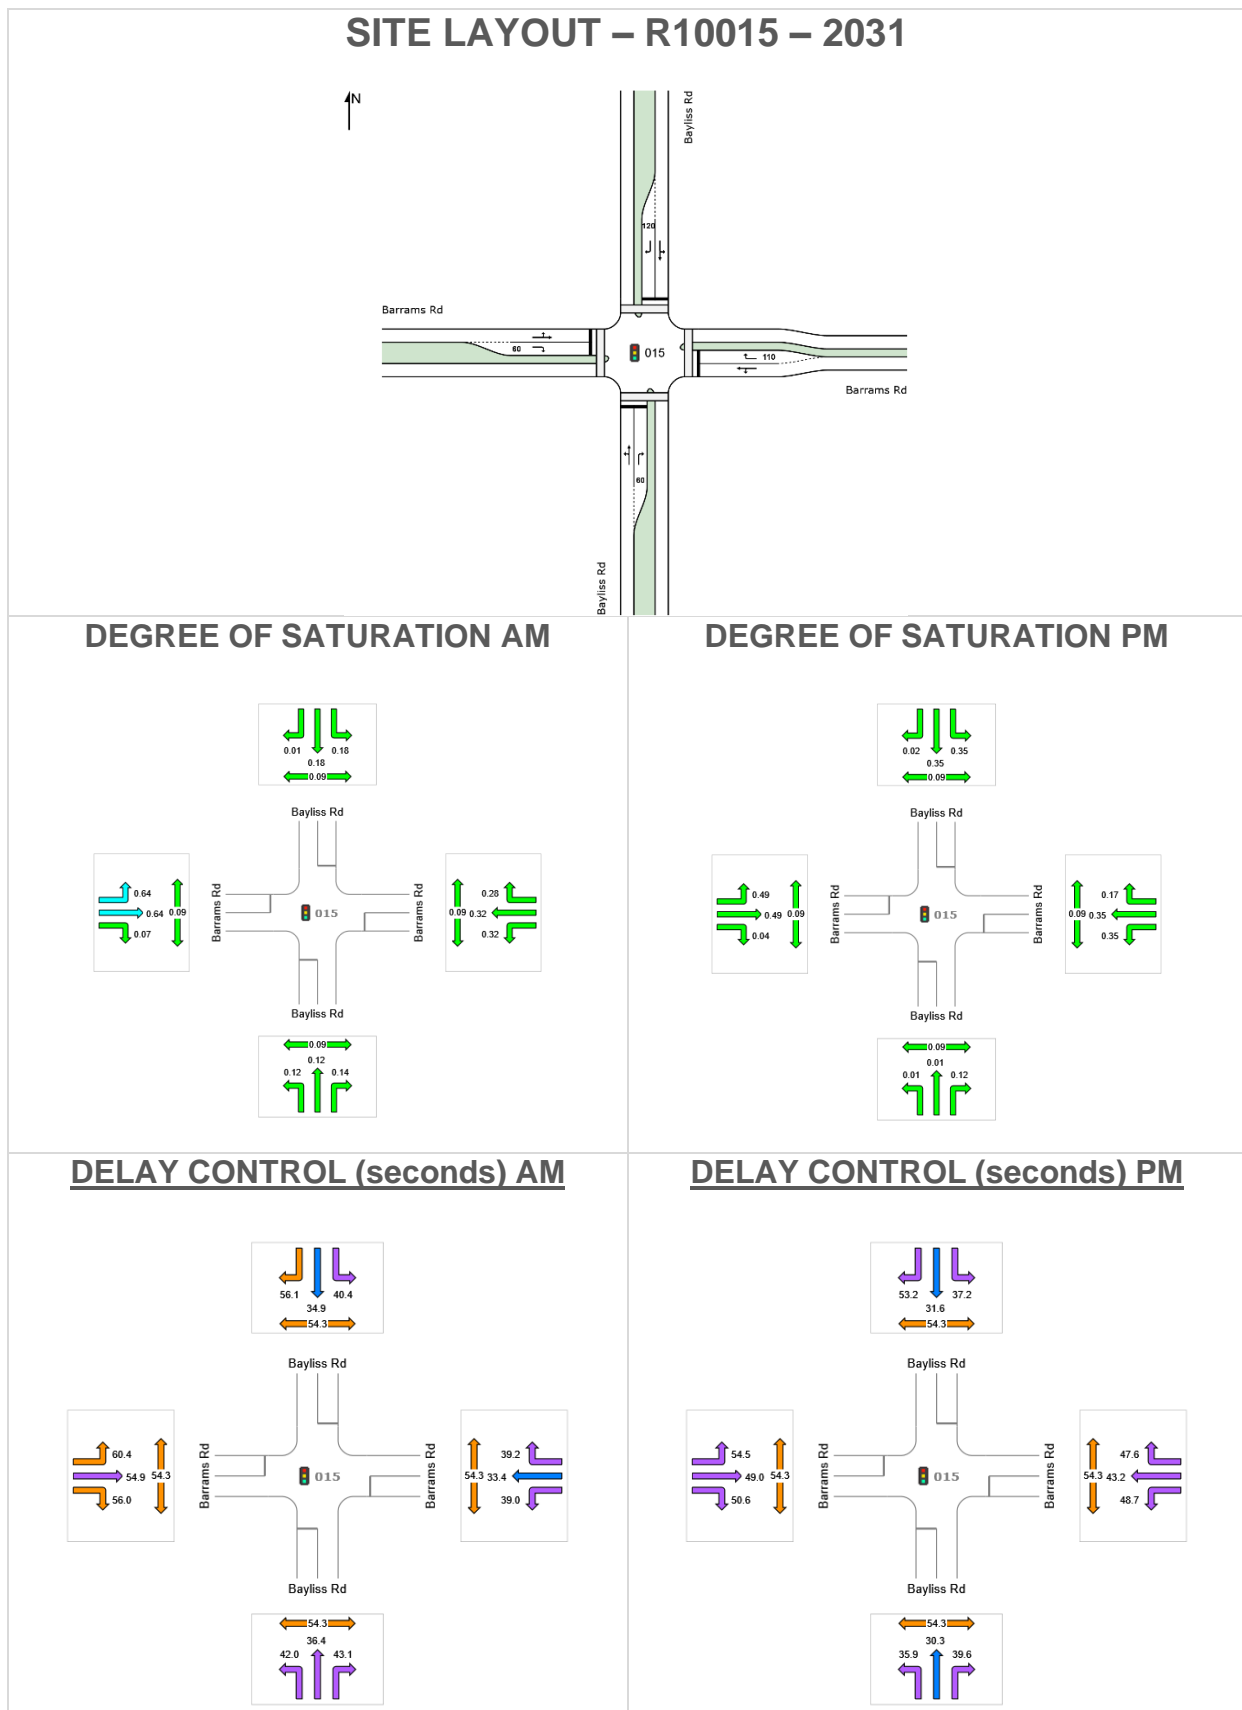 SITE LAYOUT – R10015 – 2031
N
Bayliss Rd
120
Barrams Rd
60
015
110
Barrams Rd
60
Bayliss Rd
DEGREE OF SATURATION AM
0.01 0.18
0.18
0.09
Bayliss Rd
0.64
0.64 0.09
0.07
Barrams Rd
015
Barrams Rd
0.28
0.09 0.32
0.32
Bayliss Rd
0.09
0.12
0.12 0.14
DEGREE OF SATURATION PM
0.02 0.35
0.35
0.09
Bayliss Rd
0.49
0.49 0.09
0.04
Barrams Rd
015
Barrams Rd
0.17
0.09 0.35
0.35
Bayliss Rd
0.09
0.01
0.01 0.12
DELAY CONTROL (seconds) AM
56.1 40.4
34.9
54.3
Bayliss Rd
60.4
54.9 54.3
56.0
Barrams Rd
015
Barrams Rd
39.2
54.3 33.4
39.0
Bayliss Rd
54.3
36.4
42.0 43.1
DELAY CONTROL (seconds) PM
53.2 37.2
31.6
54.3
Bayliss Rd
54.5
49.0 54.3
50.6
Barrams Rd
015
Barrams Rd
47.6
54.3 43.2
48.7
Bayliss Rd
54.3
30.3
35.9 39.6